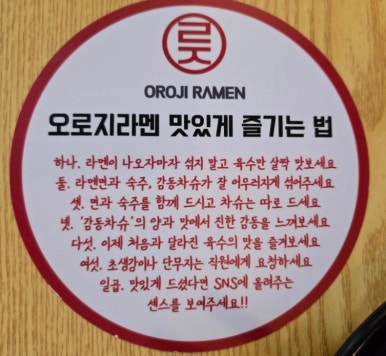 OROJI RAMEN
오로지라멘 맛있게 즐기는 법
하나. 라멘이 나오자마자 섞지 말고 육수만 살짝 맛보세요
둘. 라멘면과 숙주, 감동차슈가 잘 어우러지게 섞어주세요
셋. 면과 숙주를 함께 드시고 차슈는 따로 드세요
넷. '감동차슈'의 양과 맛에서 진한 감동을 느껴보세요
다섯. 이제 처음과 달라진 육수의 맛을 즐겨보세요
여섯. 초생강이나 단무지는 직원에게 요청하세요
일곱. 맛있게 드셨다면 SNS에 올려주는
센스를 보여주세요!!